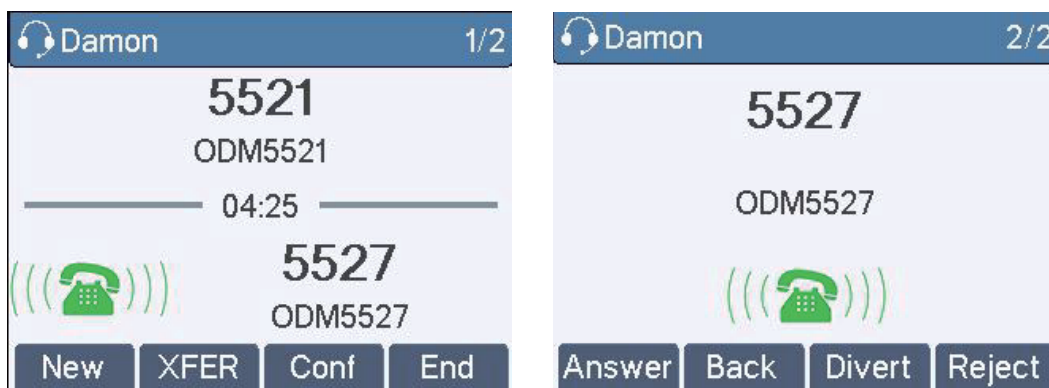 Damon 1/2
5521
ODM5521
04:25
5527
ODM5527
New XFER Conf End
Damon 2/2
5527
ODM5527
Answer Back Divert Reject